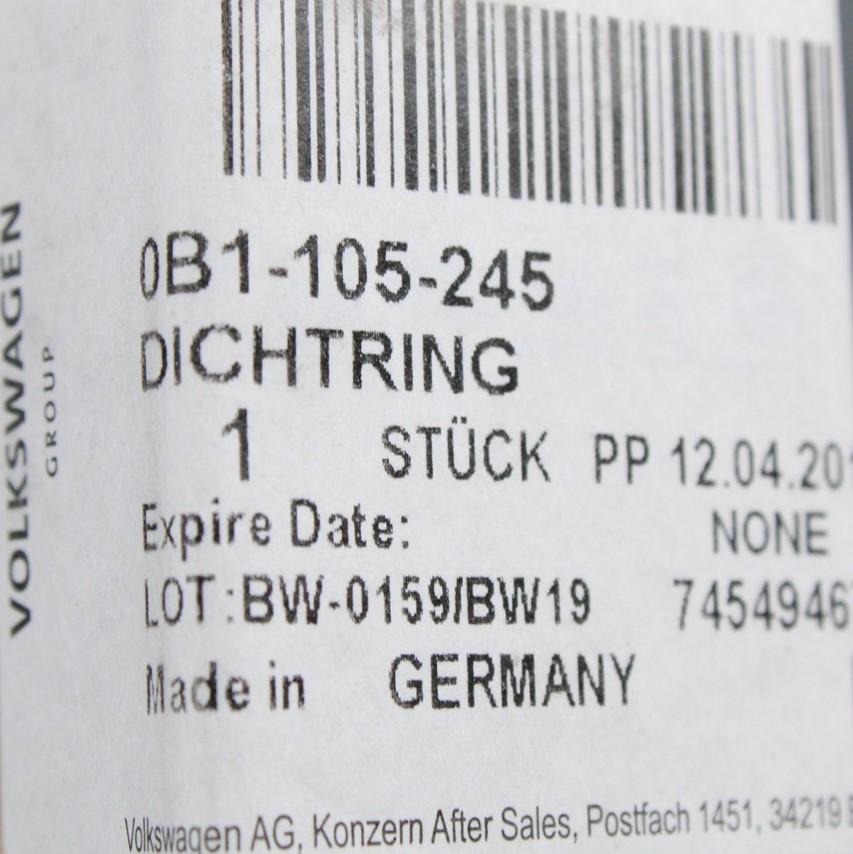 VOLKSWAGEN
GROUP
0B1-105-245
DICHTRING
1 STÜCK PP 12.04.20
Expire Date: NONE
LOT:BW-0159/BW19 7454946
Made in GERMANY
Volkswagen AG, Konzern After Sales, Postfach 1451, 34219